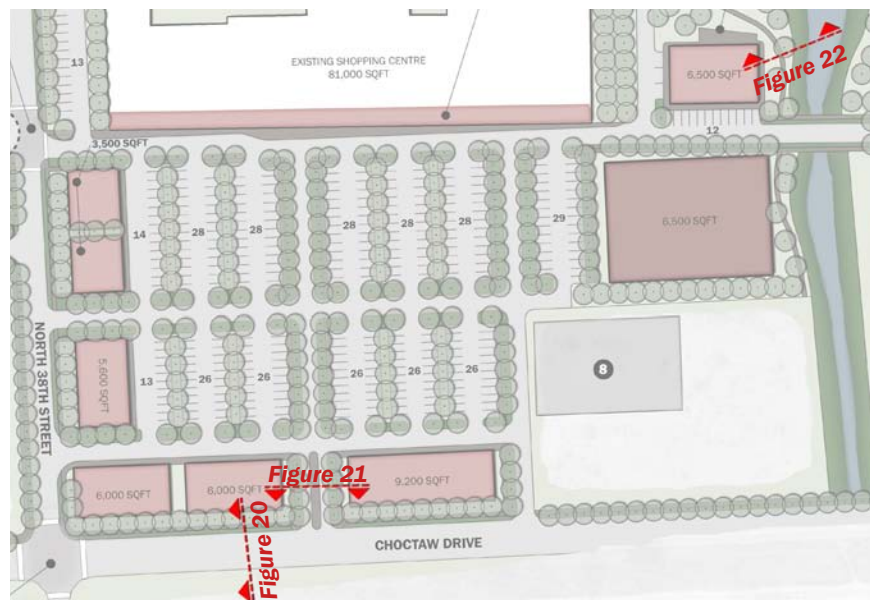 13
EXISTING SHOPPING CENTRE
81,000 SQFT
6,500 SQFT
Figure 22
12
3,500 SQFT
14
28
28
28
28
28
29
6,500 SQFT
NORTH 38TH STREET
5,600 SQFT
13
26
26
26
26
26
8
6,000 SQFT
6,000 SQFT
Figure 21
9,200 SQFT
Figure 20
CHOCTAW DRIVE